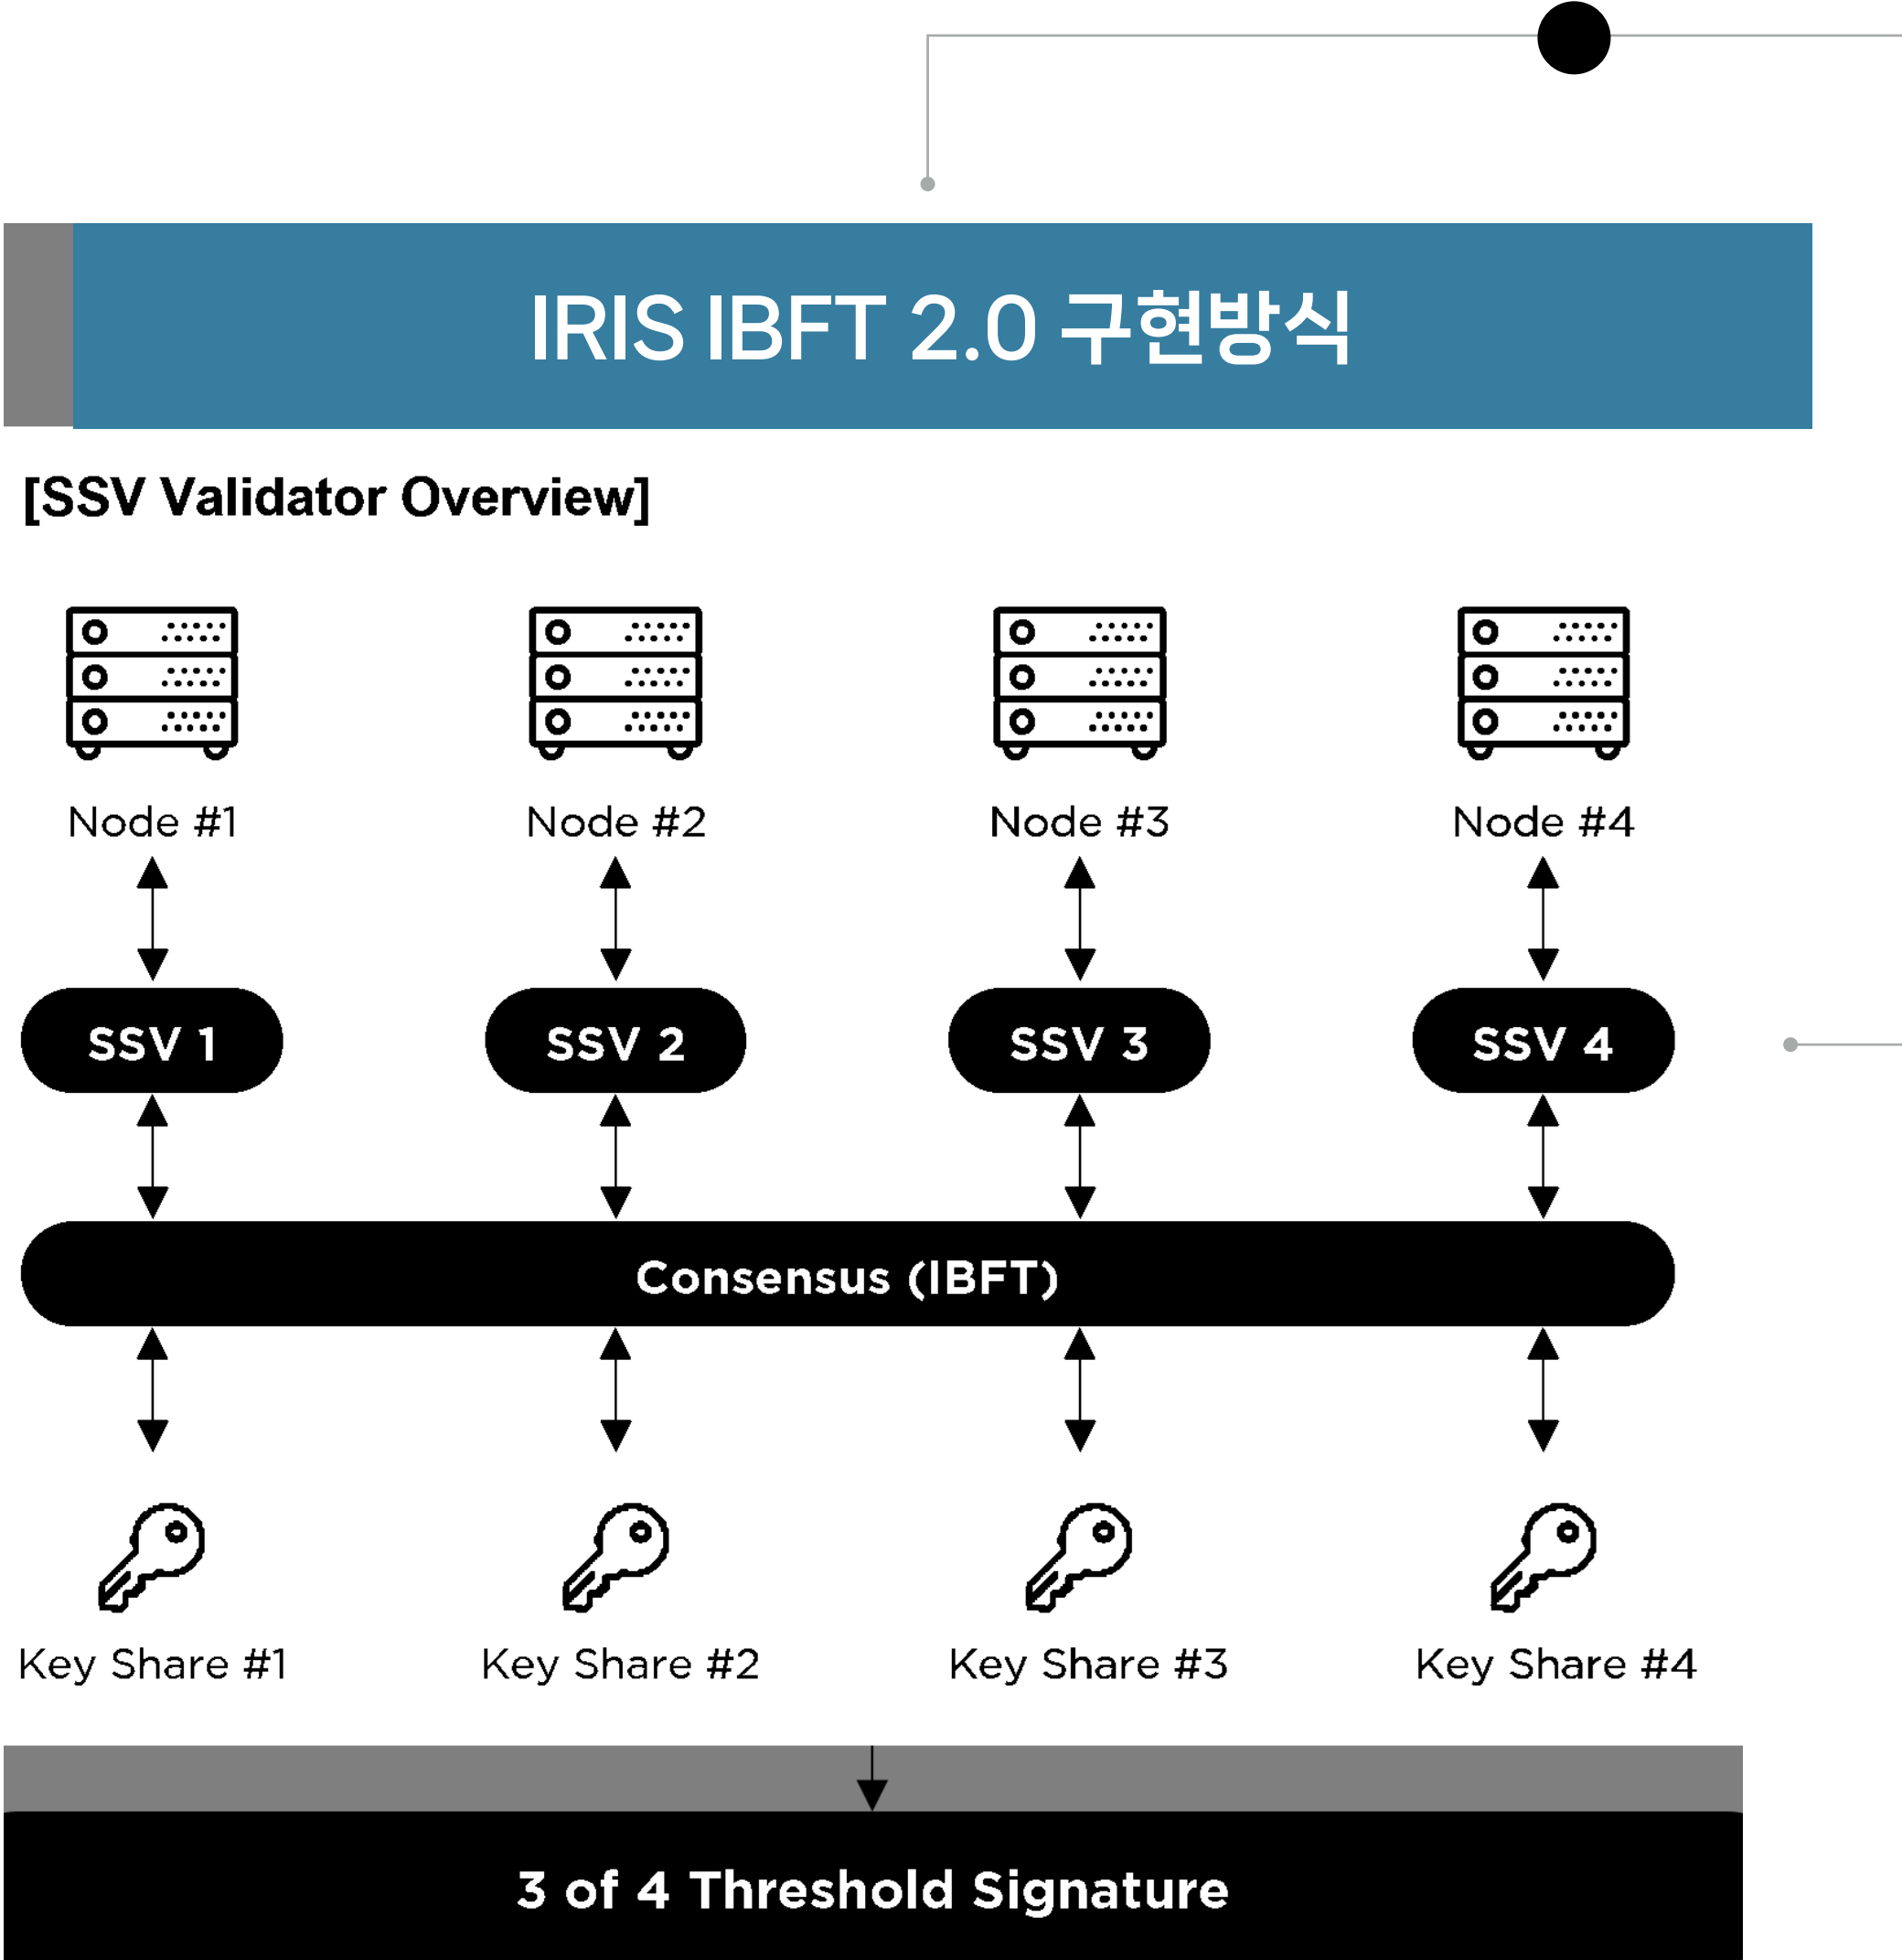 IRIS IBFT 2.0 구현방식
[SSV Validator Overview]
Node #1 Node #2 Node #3 Node #4
SSV 1 SSV 2 SSV 3 SSV 4
Consensus (IBFT)
Key Share #1 Key Share #2 Key Share #3 Key Share #4
3 of 4 Threshold Signature